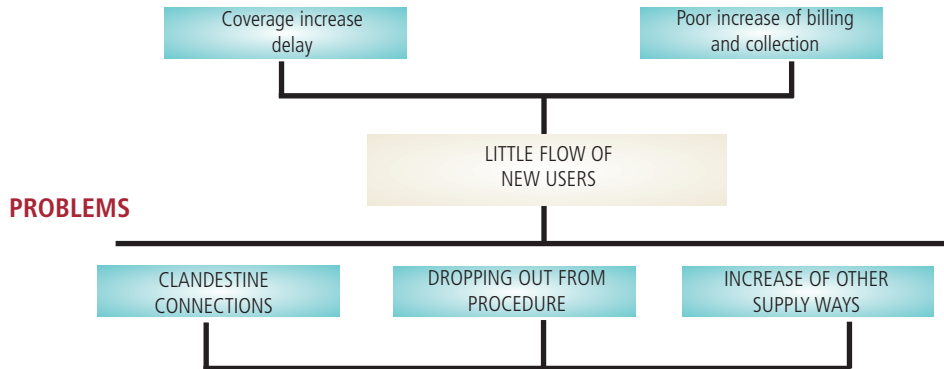 Coverage increase
delay
Poor increase of billing
and collection
LITTLE FLOW OF
NEW USERS
PROBLEMS
CLANDESTINE
CONNECTIONS
DROPPING OUT FROM
PROCEDURE
INCREASE OF OTHER
SUPPLY WAYS